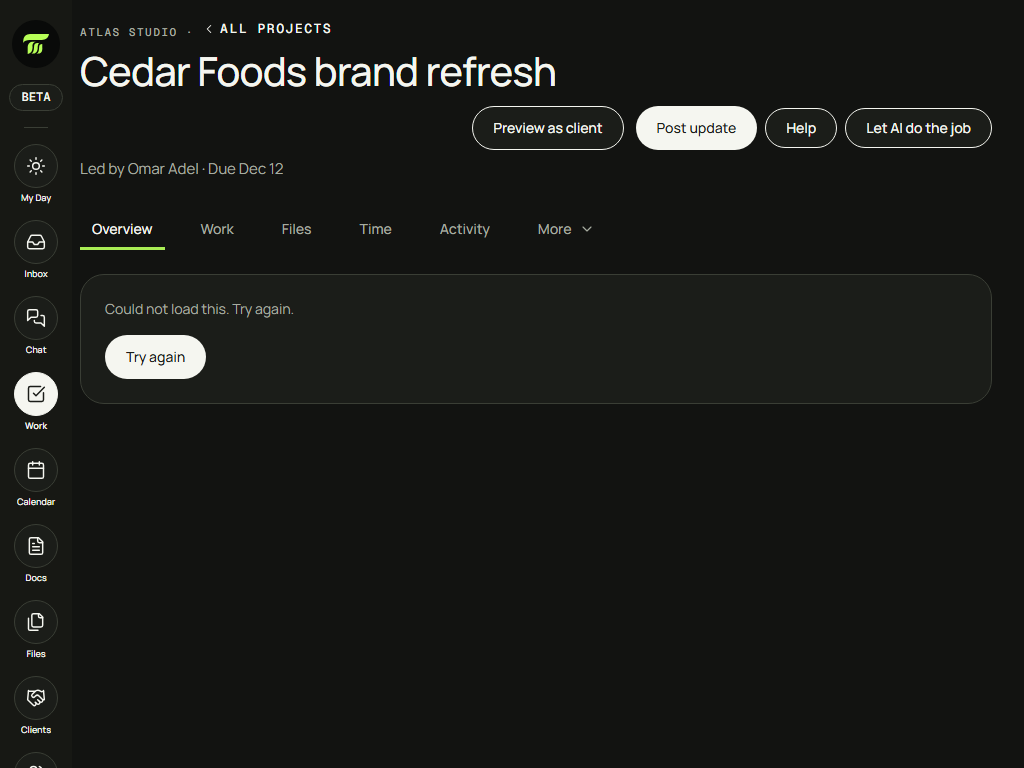 ATLAS STUDIO · ALL PROJECTS
Cedar Foods brand refresh
BETA
Preview as client
Post update
Help
Let AI do the job
Led by Omar Adel · Due Dec 12
My Day
Overview
Work
Files
Time
Activity
More
Inbox
Could not load this. Try again.
Try again
Chat
Work
Calendar
Docs
Files
Clients